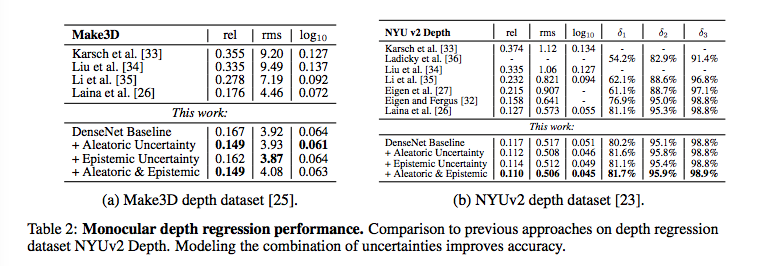 Make3D rel rms log10
Karsch et al. [33] 0.355 9.20 0.127
Liu et al. [34] 0.335 9.49 0.137
Li et al. [35] 0.278 7.19 0.092
Laina et al. [26] 0.176 4.46 0.072
This work:
DenseNet Baseline 0.167 3.92 0.064
+ Aleatoric Uncertainty 0.149 3.93 0.061
+ Epistemic Uncertainty 0.162 3.87 0.064
+ Aleatoric & Epistemic 0.149 4.08 0.063
(a) Make3D depth dataset [25].
NYU v2 Depth rel rms log10 δ1 δ2 δ3
Karsch et al. [33] 0.374 1.12 0.134 - - -
Ladicky et al. [36] - - - 54.2% 82.9% 91.4%
Liu et al. [34] 0.335 1.06 0.127 - - -
Li et al. [35] 0.232 0.821 0.094 62.1% 88.6% 96.8%
Eigen et al. [27] 0.215 0.907 - 61.1% 88.7% 97.1%
Eigen and Fergus [32] 0.158 0.641 - 76.9% 95.0% 98.8%
Laina et al. [26] 0.127 0.573 0.055 81.1% 95.3% 98.8%
This work:
DenseNet Baseline 0.117 0.517 0.051 80.2% 95.1% 98.8%
+ Aleatoric Uncertainty 0.112 0.508 0.046 81.6% 95.8% 98.8%
+ Epistemic Uncertainty 0.114 0.512 0.049 81.1% 95.4% 98.8%
+ Aleatoric & Epistemic 0.110 0.506 0.045 81.7% 95.9% 98.9%
(b) NYUv2 depth dataset [23].
Table 2: Monocular depth regression performance. Comparison to previous approaches on depth regression
dataset NYUv2 Depth. Modeling the combination of uncertainties improves accuracy.